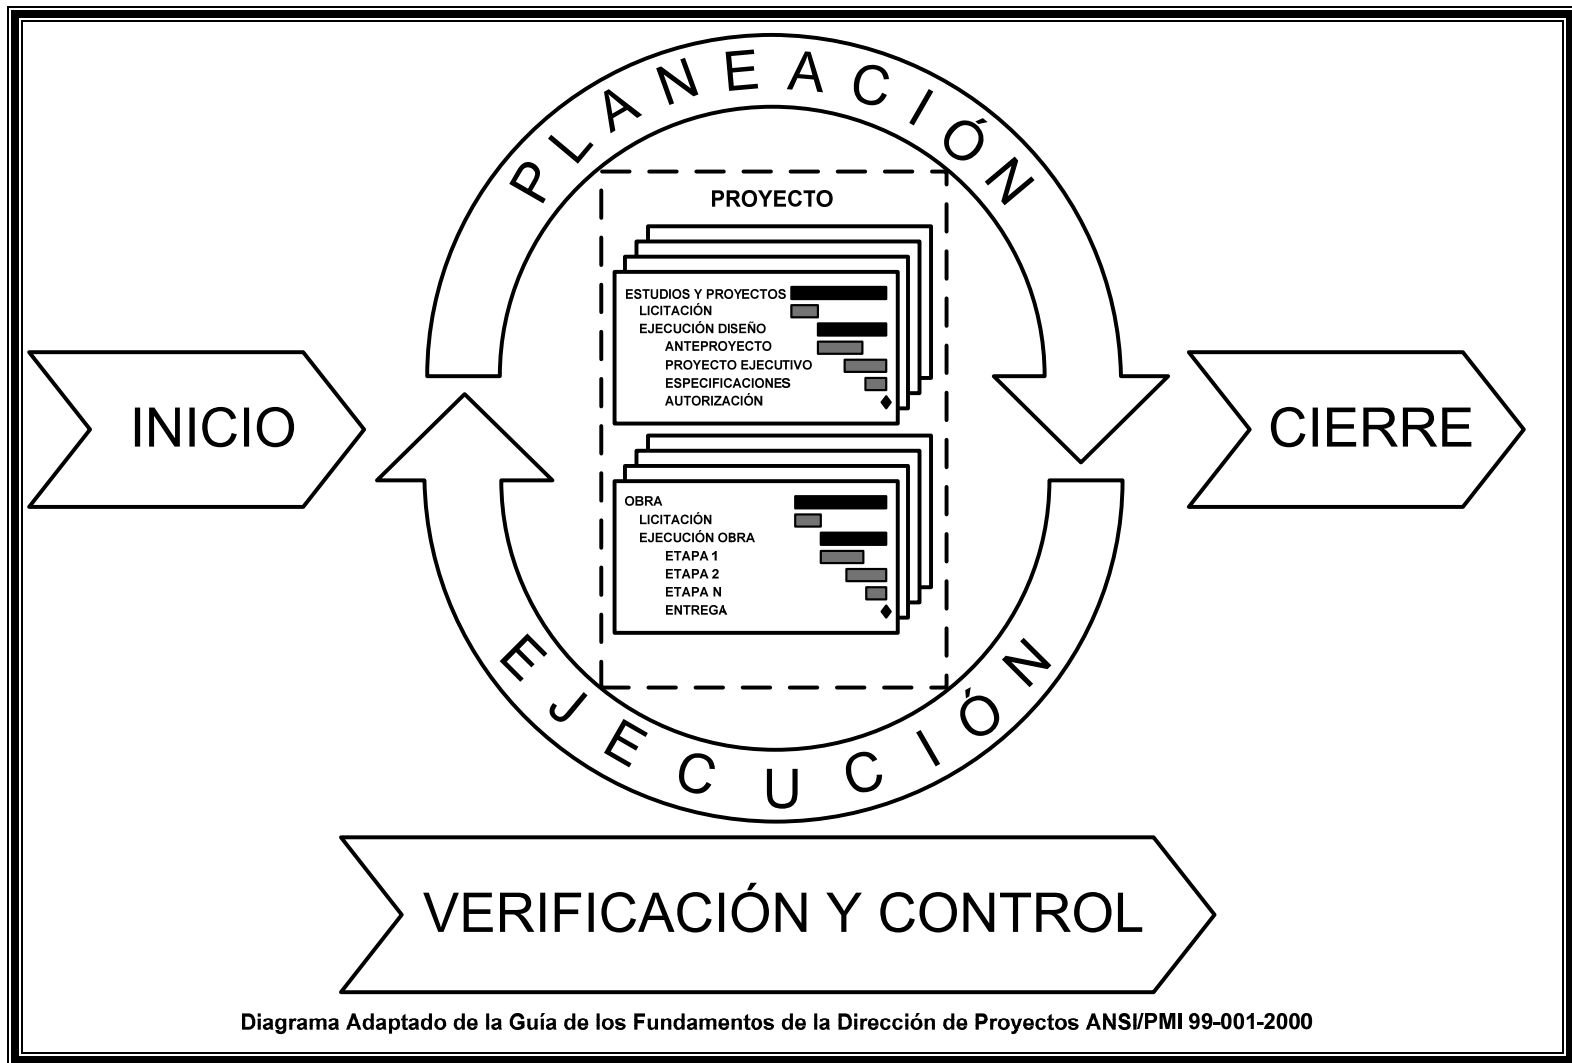 PLANEACIÓN
PROYECTO
ESTUDIOS Y PROYECTOS
LICITACIÓN
EJECUCIÓN DISEÑO
ANTEPROYECTO
PROYECTO EJECUTIVO
ESPECIFICACIONES
AUTORIZACIÓN
INICIO
CIERRE
OBRA
LICITACIÓN
EJECUCIÓN OBRA
ETAPA 1
ETAPA 2
ETAPA N
ENTREGA
EJECUCIÓN
VERIFICACIÓN Y CONTROL
Diagrama Adaptado de la Guía de los Fundamentos de la Dirección de Proyectos ANSI/PMI 99-001-2000